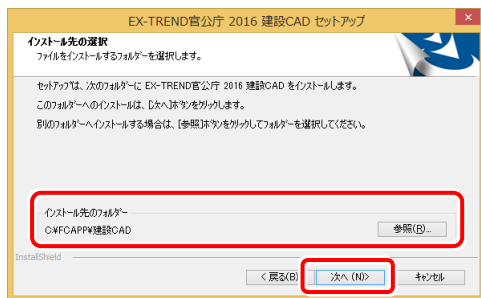 EX-TREND官公庁 2016 建設CAD セットアップ
インストール先の選択
ファイルをインストールするフォルダーを選択します。
セットアップは、次のフォルダーに EX-TREND官公庁 2016 建設CAD をインストールします。
このフォルダーへのインストールは、[次へ]ボタンをクリックします。
別のフォルダーへインストールする場合は、[参照]ボタンをクリックしてフォルダーを選択してください。
インストール先のフォルダー
C:¥FCAPP¥建設CAD
参照(R)...
InstallShield
< 戻る(B)
次へ (N)>
キャンセル